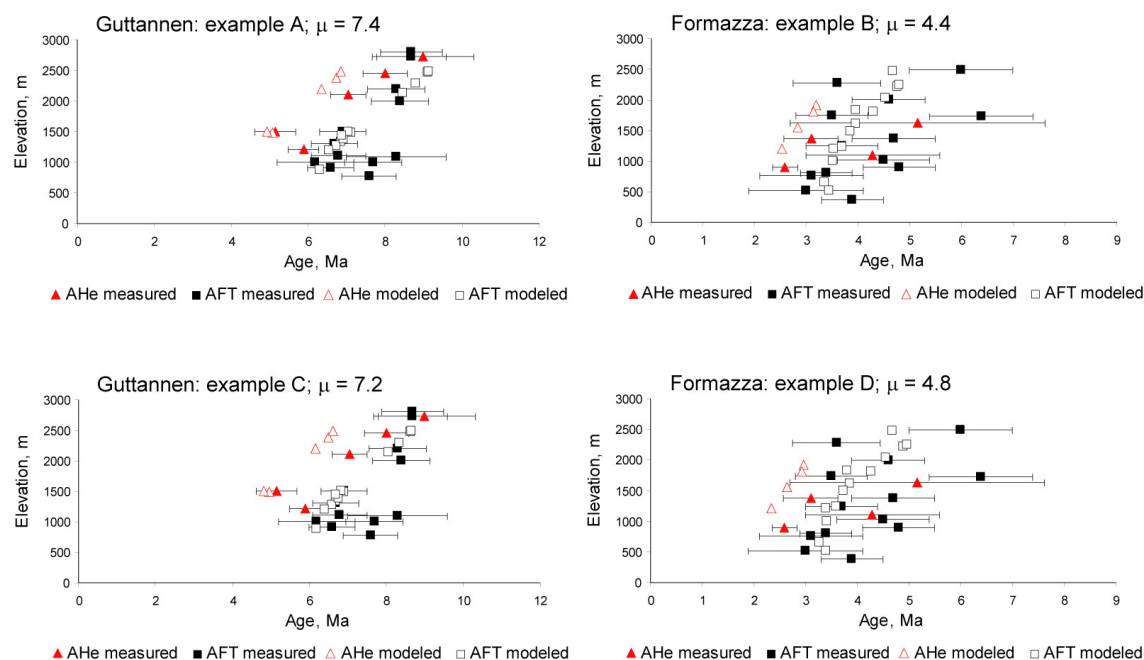 Guttannen: example A; μ = 7.4
3000
2500
2000
1500
1000
500
0
Elevation, m
0 2 4 6 8 10 12
Age, Ma
AHe measured AFT measured AHe modeled AFT modeled
Formazza: example B; μ = 4.4
3000
2500
2000
1500
1000
500
0
Elevation, m
0 1 2 3 4 5 6 7 8 9
Age, Ma
AHe measured AFT measured AHe modeled AFT modeled
Guttannen: example C; μ = 7.2
3000
2500
2000
1500
1000
500
0
Elevation, m
0 2 4 6 8 10 12
Age, Ma
AHe measured AFT measured AHe modeled AFT modeled
Formazza: example D; μ = 4.8
3000
2500
2000
1500
1000
500
0
Elevation, m
0 1 2 3 4 5 6 7 8 9
Age, Ma
AHe measured AFT measured AHe modeled AFT modeled